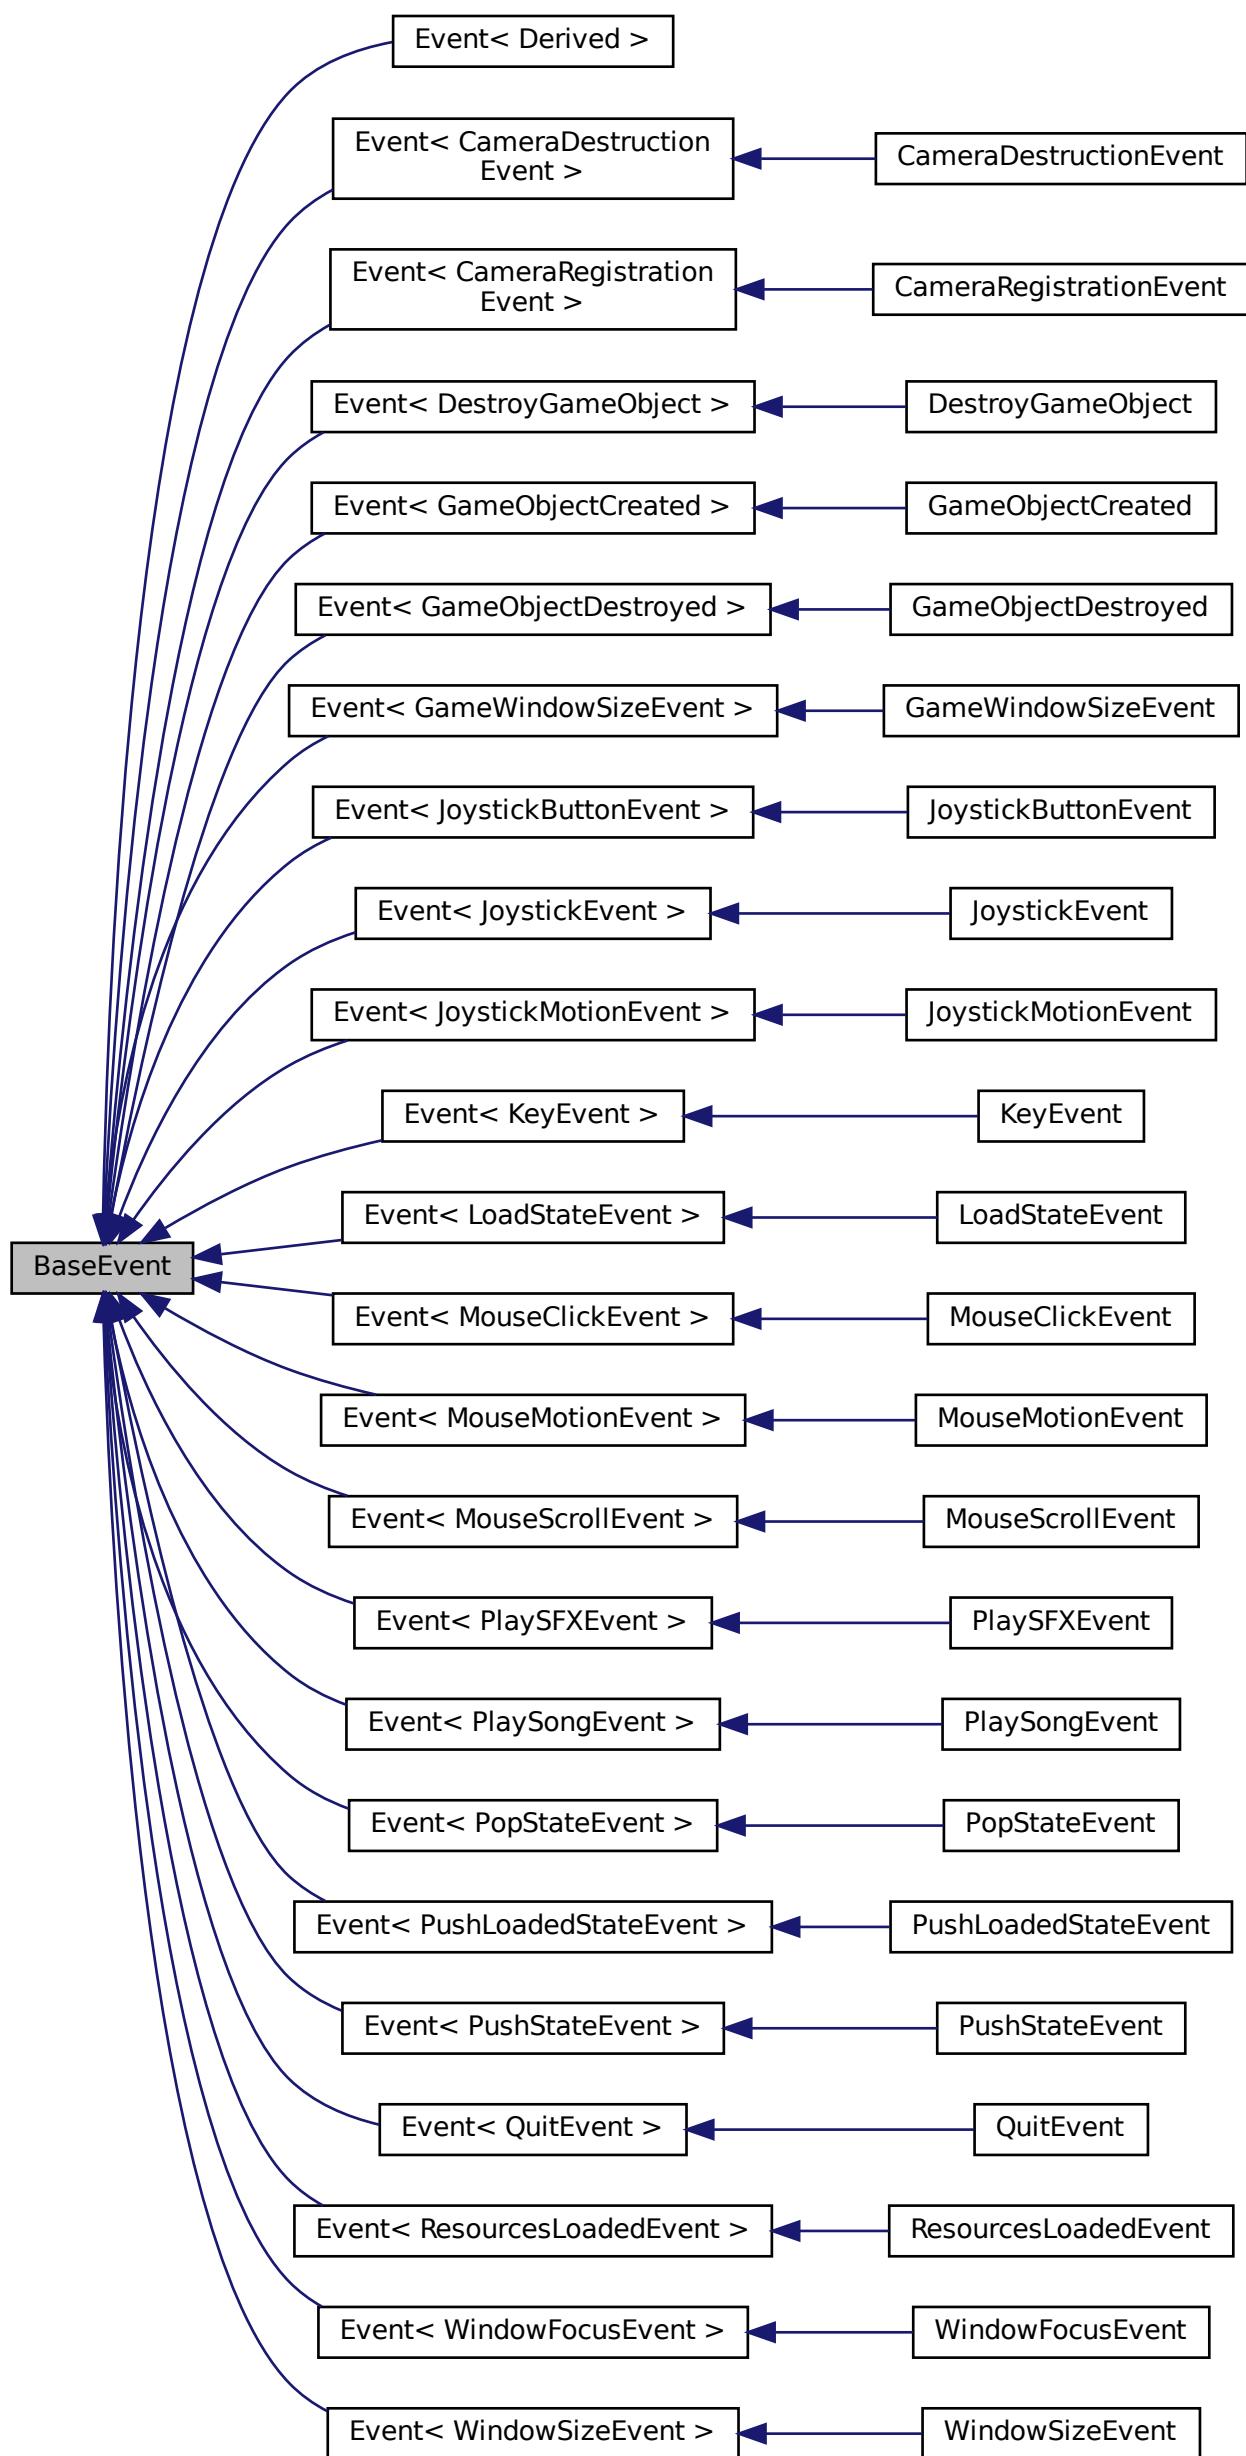 Event< Derived >
Event< CameraDestruction
Event >
CameraDestructionEvent
Event< CameraRegistration
Event >
CameraRegistrationEvent
Event< DestroyGameObject >
DestroyGameObject
Event< GameObjectCreated >
GameObjectCreated
Event< GameObjectDestroyed >
GameObjectDestroyed
Event< GameWindowSizeEvent >
GameWindowSizeEvent
Event< JoystickButtonEvent >
JoystickButtonEvent
Event< JoystickEvent >
JoystickEvent
Event< JoystickMotionEvent >
JoystickMotionEvent
Event< KeyEvent >
KeyEvent
Event< LoadStateEvent >
LoadStateEvent
BaseEvent
Event< MouseClickEvent >
MouseClickEvent
Event< MouseMotionEvent >
MouseMotionEvent
Event< MouseScrollEvent >
MouseScrollEvent
Event< PlaySFXEvent >
PlaySFXEvent
Event< PlaySongEvent >
PlaySongEvent
Event< PopStateEvent >
PopStateEvent
Event< PushLoadedStateEvent >
PushLoadedStateEvent
Event< PushStateEvent >
PushStateEvent
Event< QuitEvent >
QuitEvent
Event< ResourcesLoadedEvent >
ResourcesLoadedEvent
Event< WindowFocusEvent >
WindowFocusEvent
Event< WindowSizeEvent >
WindowSizeEvent